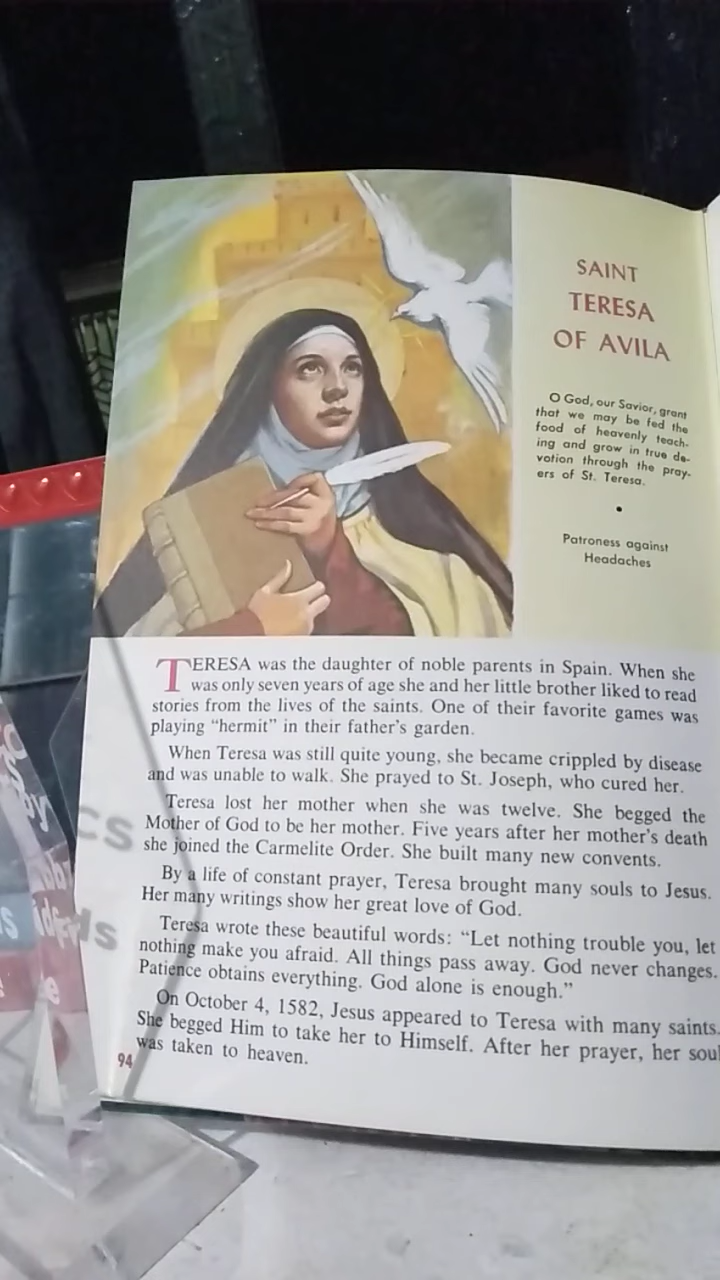 SAINT
TERESA
OF AVILA
O God, our Savior, grant
that we may be fed the
food of heavenly teach-
ing and grow in true de-
votion through the pray-
ers of St. Teresa.
•
Patroness against
Headaches
TERESA was the daughter of noble parents in Spain. When she
was only seven years of age she and her little brother liked to read
stories from the lives of the saints. One of their favorite games was
playing “hermit” in their father’s garden.
When Teresa was still quite young, she became crippled by disease
and was unable to walk. She prayed to St. Joseph, who cured her.
Teresa lost her mother when she was twelve. She begged the
Mother of God to be her mother. Five years after her mother’s death
she joined the Carmelite Order. She built many new convents.
By a life of constant prayer, Teresa brought many souls to Jesus.
Her many writings show her great love of God.
Teresa wrote these beautiful words: “Let nothing trouble you, let
nothing make you afraid. All things pass away. God never changes.
Patience obtains everything. God alone is enough.”
On October 4, 1582, Jesus appeared to Teresa with many saints.
She begged Him to take her to Himself. After her prayer, her soul
was taken to heaven.
94